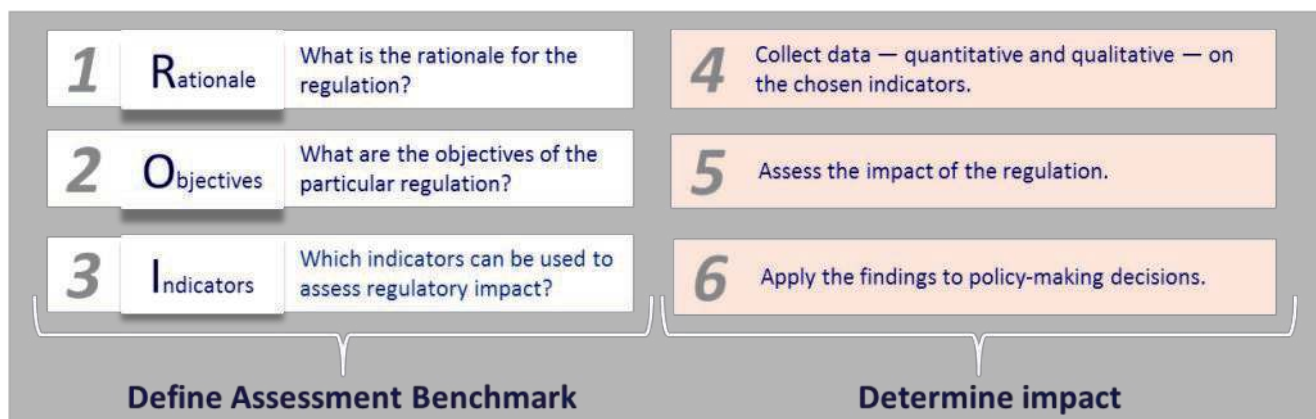 1 Rationale What is the rationale for the
regulation?
2 Objectives What are the objectives of the
particular regulation?
3 Indicators Which indicators can be used to
assess regulatory impact?
Define Assessment Benchmark
4 Collect data — quantitative and qualitative — on
the chosen indicators.
5 Assess the impact of the regulation.
6 Apply the findings to policy-making decisions.
Determine impact